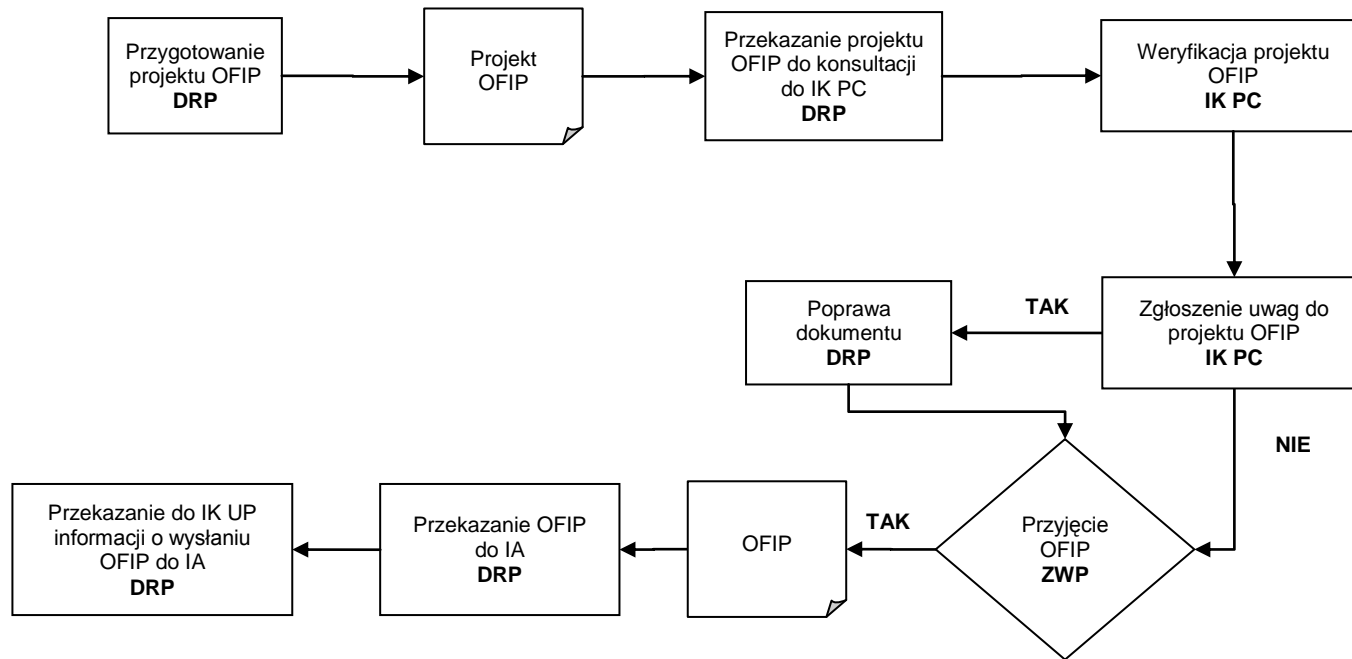 Przygotowanie
projektu OFIP
DRP
Projekt
OFIP
Przekazanie projektu
OFIP do konsultacji
do IK PC
DRP
Weryfikacja projektu
OFIP
IK PC
Zgłoszenie uwag do
projektu OFIP
IK PC
TAK
Poprawa
dokumentu
DRP
NIE
Przyjęcie
OFIP
ZWP
TAK
OFIP
Przekazanie OFIP
do IA
DRP
Przekazanie do IK UP
informacji o wysłaniu
OFIP do IA
DRP